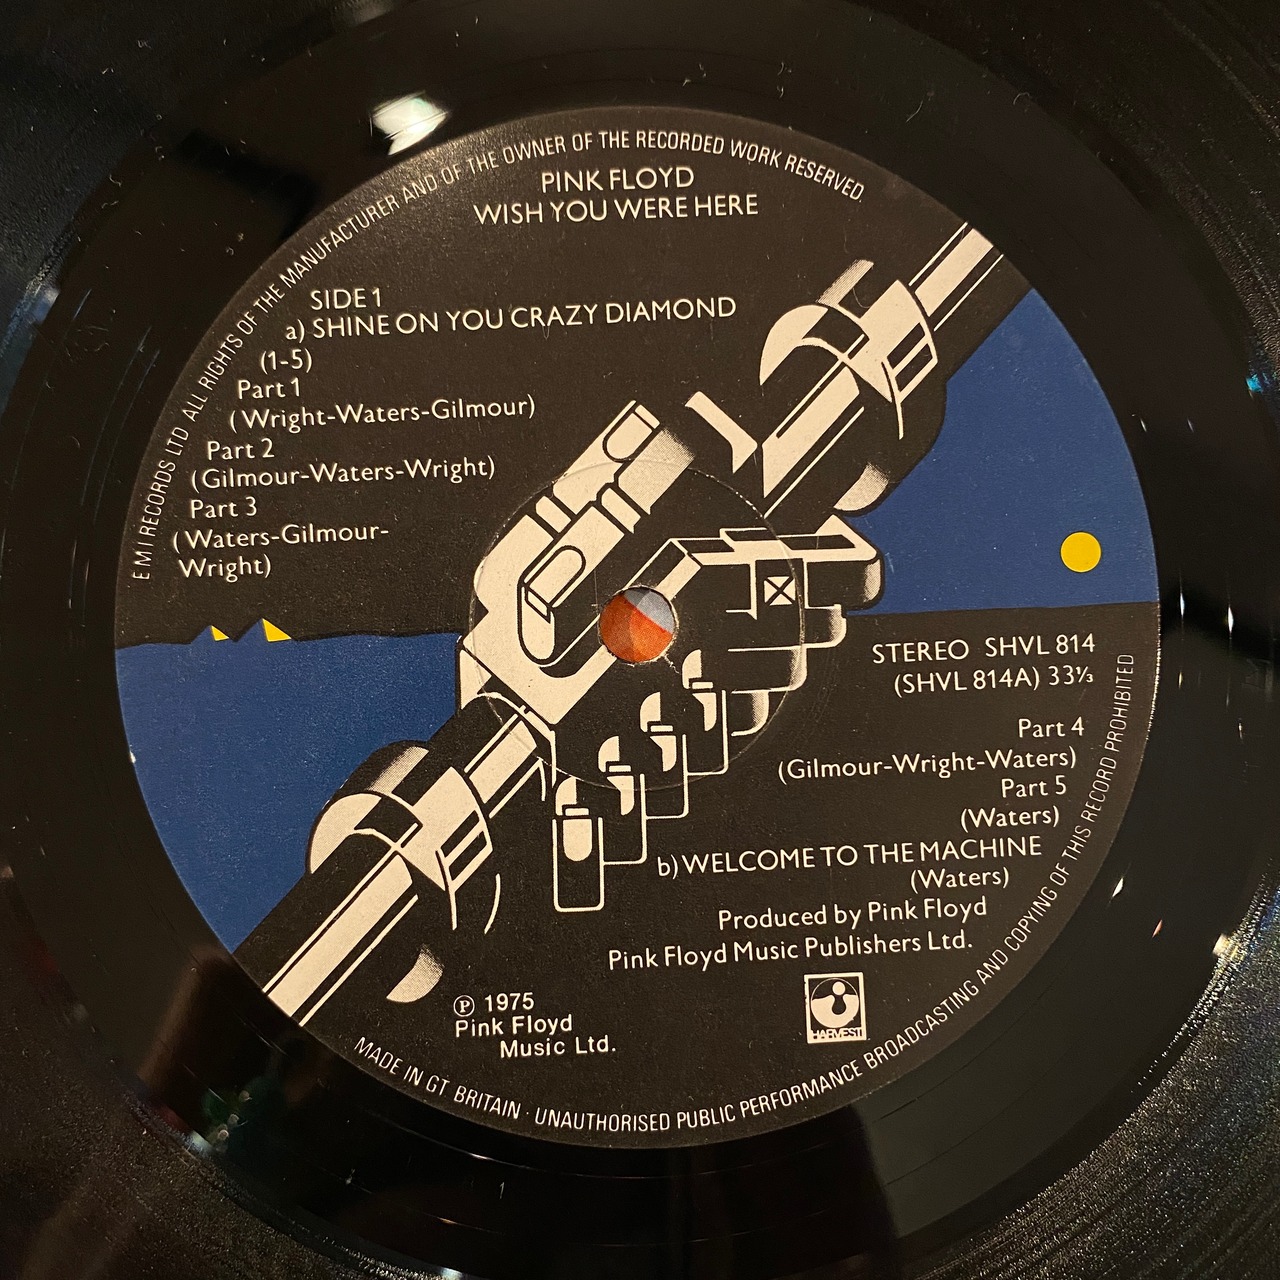 E M I RECORDS LTD ALL RIGHTS OF THE MANUFACTURER AND OF THE OWNER OF THE RECORDED WORK RESERVED.
PINK FLOYD
WISH YOU WERE HERE
SIDE 1
a) SHINE ON YOU CRAZY DIAMOND
(1-5)
Part 1
(Wright-Waters-Gilmour)
Part 2
(Gilmour-Waters-Wright)
Part 3
(Waters-Gilmour-
Wright)
STEREO SHVL 814
(SHVL 814A) 33⅓
Part 4
(Gilmour-Wright-Waters)
Part 5
(Waters)
b) WELCOME TO THE MACHINE
(Waters)
Produced by Pink Floyd
Pink Floyd Music Publishers Ltd.
℗ 1975
Pink Floyd
Music Ltd.
HARVEST
MADE IN GT BRITAIN · UNAUTHORISED PUBLIC PERFORMANCE BROADCASTING AND COPYING OF THIS RECORD PROHIBITED